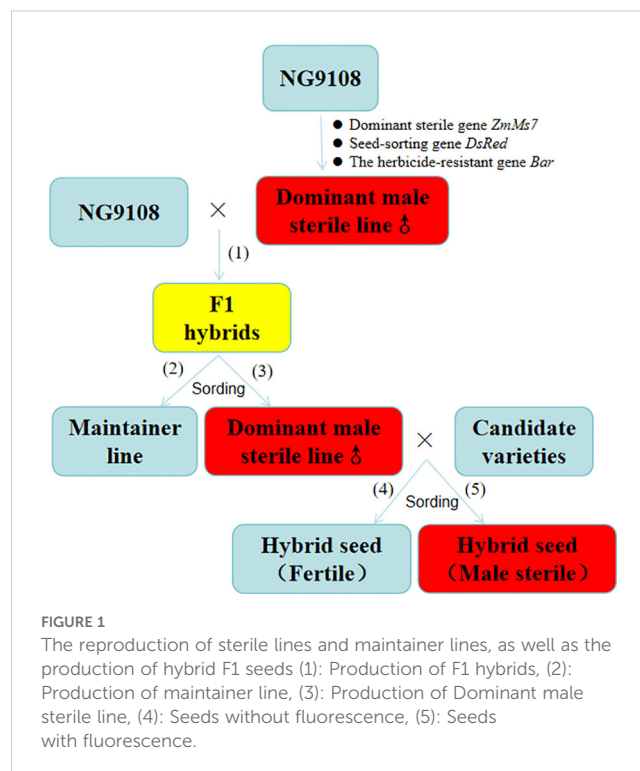 NG9108
● Dominant sterile gene ZmMs7
● Seed-sorting gene DsRed
● The herbicide-resistant gene Bar
NG9108
×
Dominant male
sterile line ♂
(1)
F1
hybrids
(2)
(3)
Sording
Maintainer
line
Dominant male
sterile line ♂
×
Candidate
varieties
(4)
(5)
Sording
Hybrid seed
（Fertile）
Hybrid seed
（Male sterile）
FIGURE 1
The reproduction of sterile lines and maintainer lines, as well as the
production of hybrid F1 seeds (1): Production of F1 hybrids, (2):
Production of maintainer line, (3): Production of Dominant male
sterile line, (4): Seeds without fluorescence, (5): Seeds
with fluorescence.